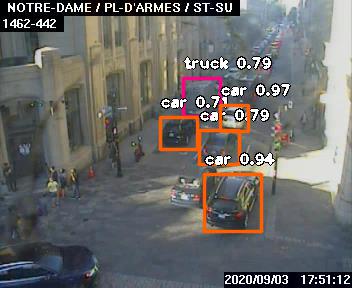 NOTRE-DAME / PL-D'ARMES / ST-SU
1462-442
truck 0.79
car 0.97
car 0.71
car 0.79
car 0.94
2020/09/03 17:51:12